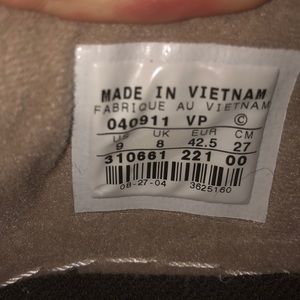 MADE IN VIETNAM
FABRIQUE AU VIETNAM
040911 VP ©
US UK EUR CM
9 8 42.5 27
310661 221 00
08-27-04 3625160